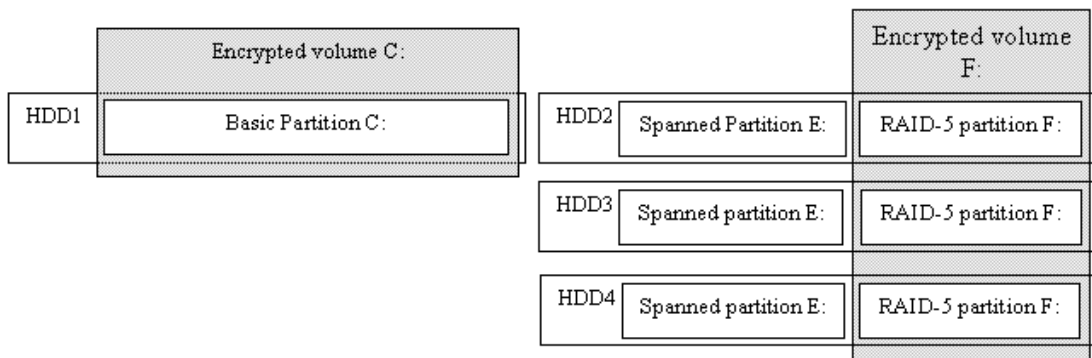 Encrypted volume C:
HDD1
Basic Partition C:
Encrypted volume
F:
HDD2
Spanned Partition E:
RAID-5 partition F:
HDD3
Spanned partition E:
RAID-5 partition F:
HDD4
Spanned partition E:
RAID-5 partition F: